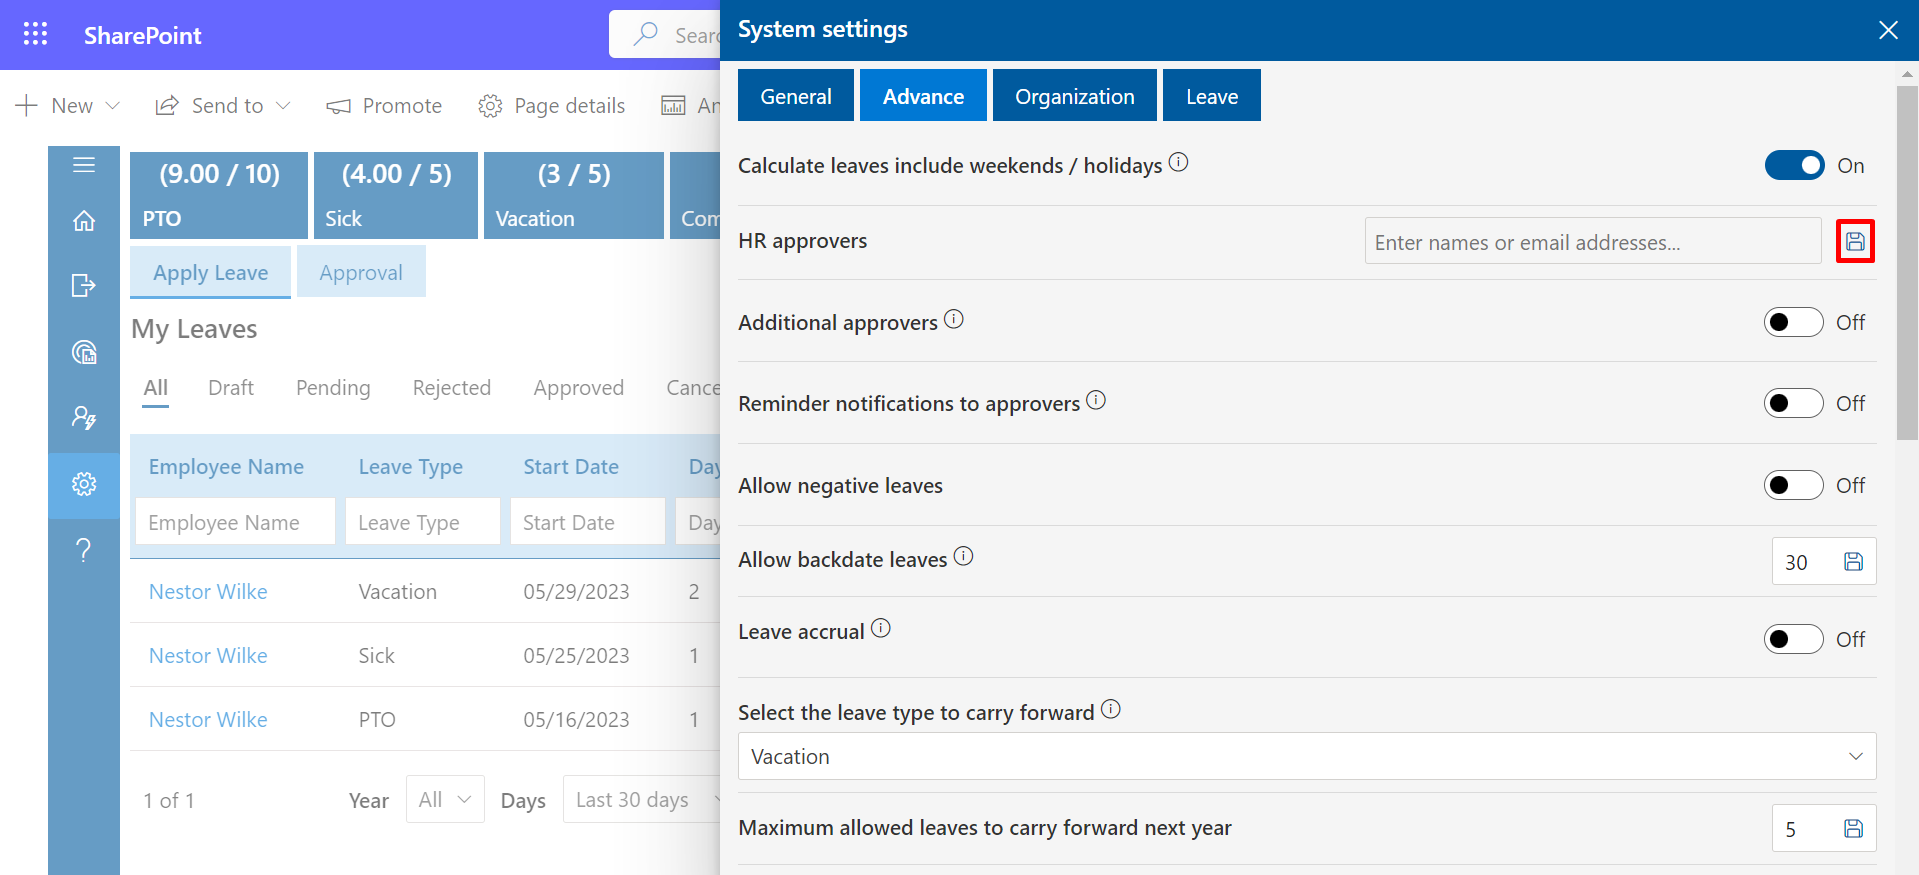 SharePoint
Sear
New
Send to
Promote
Page details
An
(9.00 / 10)
PTO
(4.00 / 5)
Sick
(3 / 5)
Vacation
Com
Apply Leave
Approval
My Leaves
All
Draft
Pending
Rejected
Approved
Cance
Employee Name
Leave Type
Start Date
Day
Employee Name
Leave Type
Start Date
Day
Nestor Wilke
Vacation
05/29/2023
2
Nestor Wilke
Sick
05/25/2023
1
Nestor Wilke
PTO
05/16/2023
1
1 of 1
Year
All
Days
Last 30 days
System settings
General
Advance
Organization
Leave
Calculate leaves include weekends / holidays
On
HR approvers
Enter names or email addresses...
Additional approvers
Off
Reminder notifications to approvers
Off
Allow negative leaves
Off
Allow backdate leaves
30
Leave accrual
Off
Select the leave type to carry forward
Vacation
Maximum allowed leaves to carry forward next year
5